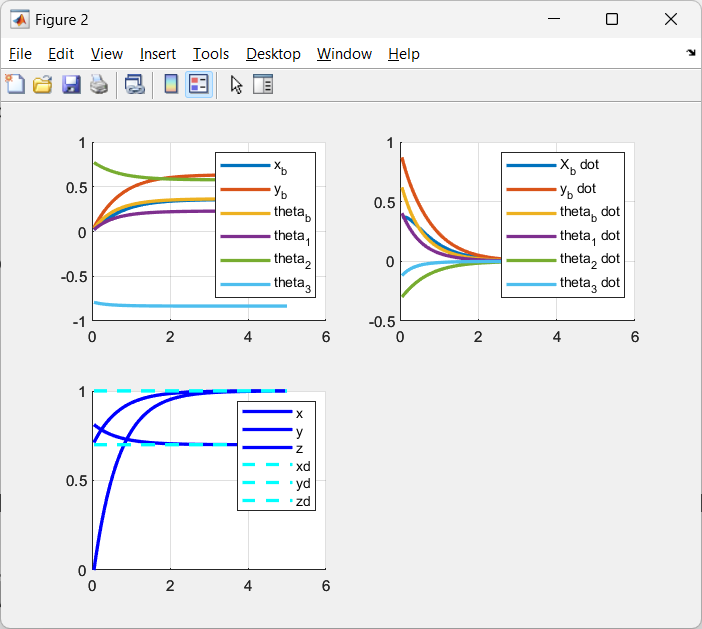 Figure 2
File Edit View Insert Tools Desktop Window Help
1
0.5
0
-0.5
-1
0 2 4 6
x_b
y_b
theta_b
theta_1
theta_2
theta_3
1
0.5
0
-0.5
0 2 4 6
X_b dot
y_b dot
theta_b dot
theta_1 dot
theta_2 dot
theta_3 dot
1
0.5
0
0 2 4 6
x
y
z
xd
yd
zd